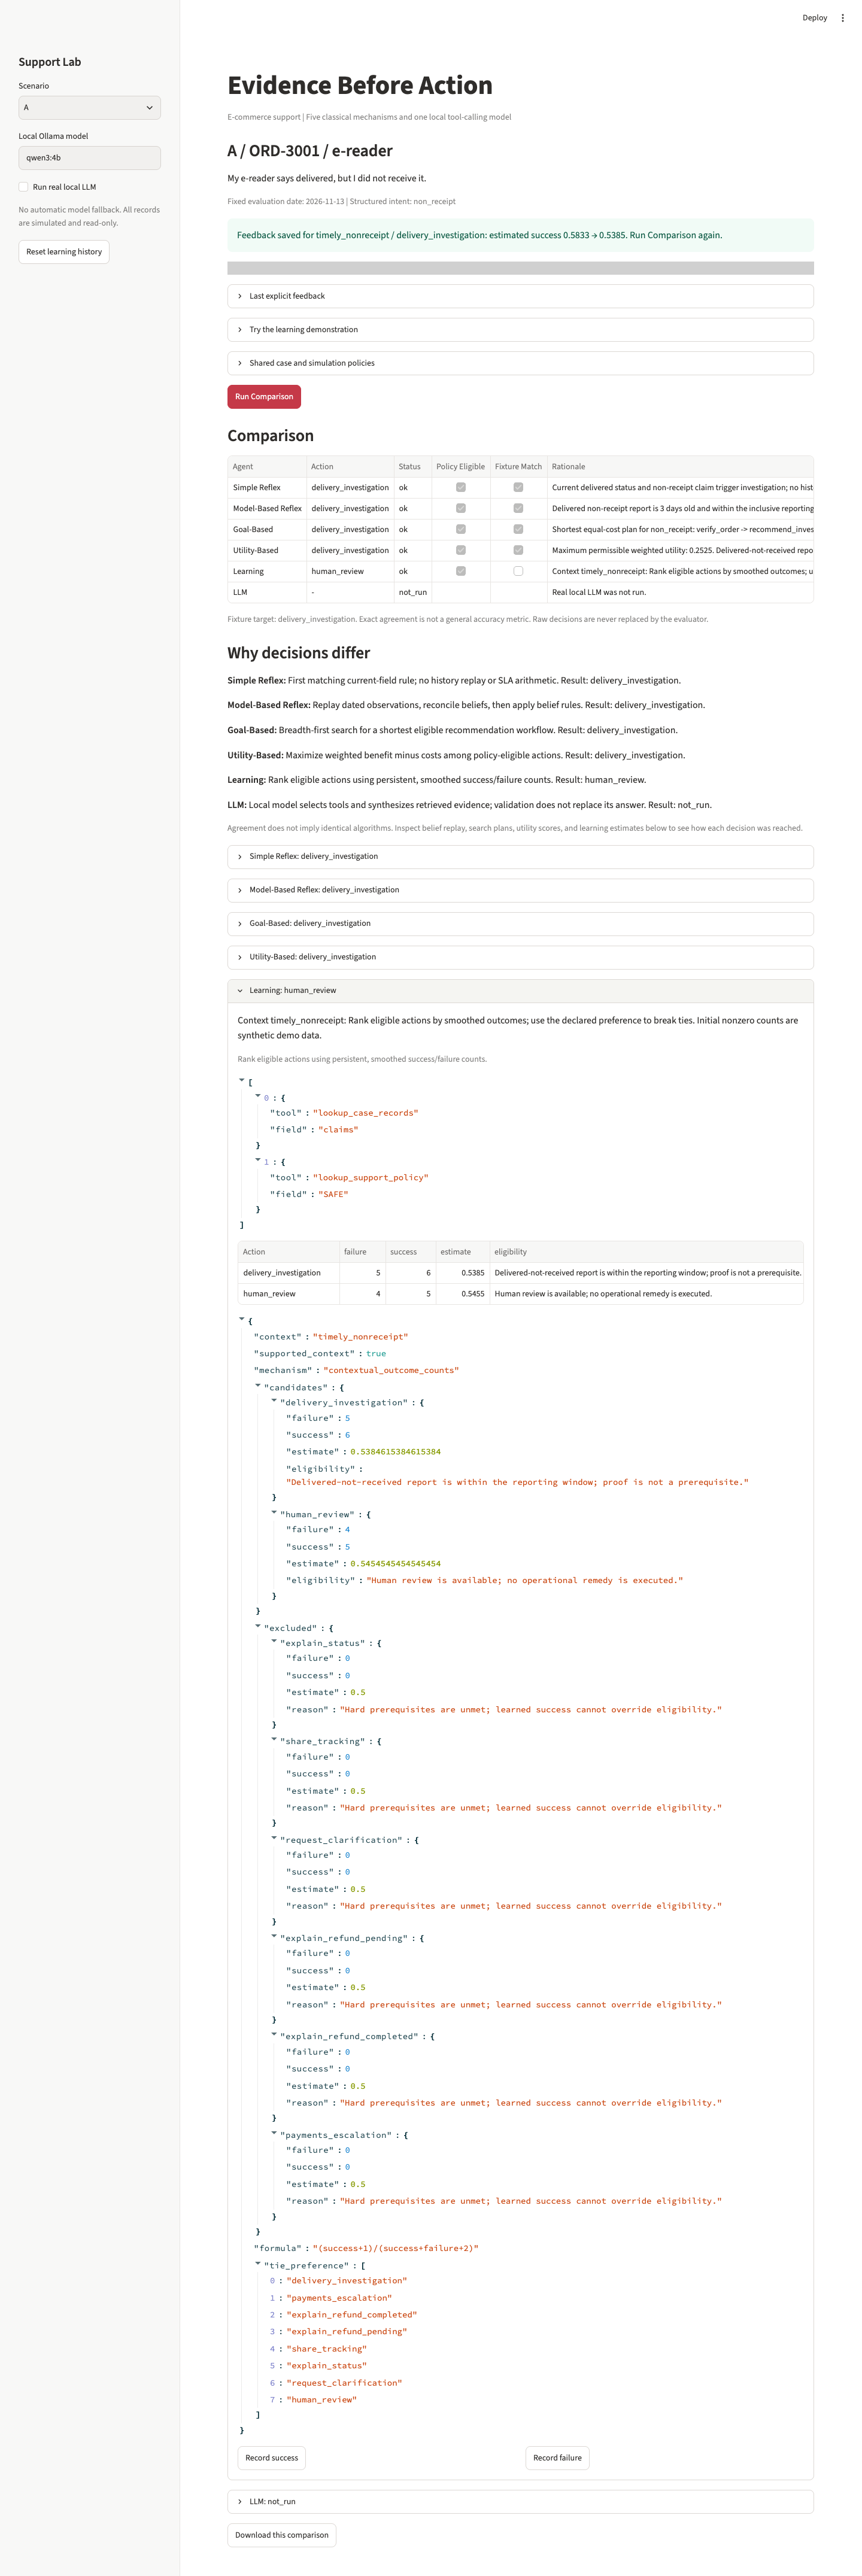 Deploy
Support Lab
Scenario
A
Local Ollama model
qwen3:4b
Run real local LLM
No automatic model fallback. All records
are simulated and read-only.
Reset learning history
Evidence Before Action
E-commerce support | Five classical mechanisms and one local tool-calling model
A / ORD-3001 / e-reader
My e-reader says delivered, but I did not receive it.
Fixed evaluation date: 2026-11-13 | Structured intent: non_receipt
Feedback saved for timely_nonreceipt / delivery_investigation: estimated success 0.5833 → 0.5385. Run Comparison again.
Last explicit feedback
Try the learning demonstration
Shared case and simulation policies
Run Comparison
Comparison
Agent Action Status Policy Eligible Fixture Match Rationale
Simple Reflex delivery_investigation ok Current delivered status and non-receipt claim trigger investigation; no hist
Model-Based Reflex delivery_investigation ok Delivered non-receipt report is 3 days old and within the inclusive reporting
Goal-Based delivery_investigation ok Shortest equal-cost plan for non_receipt: verify_order -> recommend_inves
Utility-Based delivery_investigation ok Maximum permissible weighted utility: 0.2525. Delivered-not-received repo
Learning human_review ok Context timely_nonreceipt: Rank eligible actions by smoothed outcomes; u
LLM - not_run Real local LLM was not run.
Fixture target: delivery_investigation. Exact agreement is not a general accuracy metric. Raw decisions are never replaced by the evaluator.
Why decisions differ
Simple Reflex: First matching current-field rule; no history replay or SLA arithmetic. Result: delivery_investigation.
Model-Based Reflex: Replay dated observations, reconcile beliefs, then apply belief rules. Result: delivery_investigation.
Goal-Based: Breadth-first search for a shortest eligible recommendation workflow. Result: delivery_investigation.
Utility-Based: Maximize weighted benefit minus costs among policy-eligible actions. Result: delivery_investigation.
Learning: Rank eligible actions using persistent, smoothed success/failure counts. Result: human_review.
LLM: Local model selects tools and synthesizes retrieved evidence; validation does not replace its answer. Result: not_run.
Agreement does not imply identical algorithms. Inspect belief replay, search plans, utility scores, and learning estimates below to see how each decision was reached.
Simple Reflex: delivery_investigation
Model-Based Reflex: delivery_investigation
Goal-Based: delivery_investigation
Utility-Based: delivery_investigation
Learning: human_review
Context timely_nonreceipt: Rank eligible actions by smoothed outcomes; use the declared preference to break ties. Initial nonzero counts are
synthetic demo data.
Rank eligible actions using persistent, smoothed success/failure counts.
[
0 : {
"tool" : "lookup_case_records"
"field" : "claims"
}
1 : {
"tool" : "lookup_support_policy"
"field" : "SAFE"
}
]
Action failure success estimate eligibility
delivery_investigation 5 6 0.5385 Delivered-not-received report is within the reporting window; proof is not a prerequisite.
human_review 4 5 0.5455 Human review is available; no operational remedy is executed.
{
"context" : "timely_nonreceipt"
"supported_context" : true
"mechanism" : "contextual_outcome_counts"
"candidates" : {
"delivery_investigation" : {
"failure" : 5
"success" : 6
"estimate" : 0.5384615384615384
"eligibility" :
"Delivered-not-received report is within the reporting window; proof is not a prerequisite."
}
"human_review" : {
"failure" : 4
"success" : 5
"estimate" : 0.5454545454545454
"eligibility" : "Human review is available; no operational remedy is executed."
}
}
"excluded" : {
"explain_status" : {
"failure" : 0
"success" : 0
"estimate" : 0.5
"reason" : "Hard prerequisites are unmet; learned success cannot override eligibility."
}
"share_tracking" : {
"failure" : 0
"success" : 0
"estimate" : 0.5
"reason" : "Hard prerequisites are unmet; learned success cannot override eligibility."
}
"request_clarification" : {
"failure" : 0
"success" : 0
"estimate" : 0.5
"reason" : "Hard prerequisites are unmet; learned success cannot override eligibility."
}
"explain_refund_pending" : {
"failure" : 0
"success" : 0
"estimate" : 0.5
"reason" : "Hard prerequisites are unmet; learned success cannot override eligibility."
}
"explain_refund_completed" : {
"failure" : 0
"success" : 0
"estimate" : 0.5
"reason" : "Hard prerequisites are unmet; learned success cannot override eligibility."
}
"payments_escalation" : {
"failure" : 0
"success" : 0
"estimate" : 0.5
"reason" : "Hard prerequisites are unmet; learned success cannot override eligibility."
}
}
"formula" : "(success+1)/(success+failure+2)"
"tie_preference" : [
0 : "delivery_investigation"
1 : "payments_escalation"
2 : "explain_refund_completed"
3 : "explain_refund_pending"
4 : "share_tracking"
5 : "explain_status"
6 : "request_clarification"
7 : "human_review"
]
}
Record success
Record failure
LLM: not_run
Download this comparison